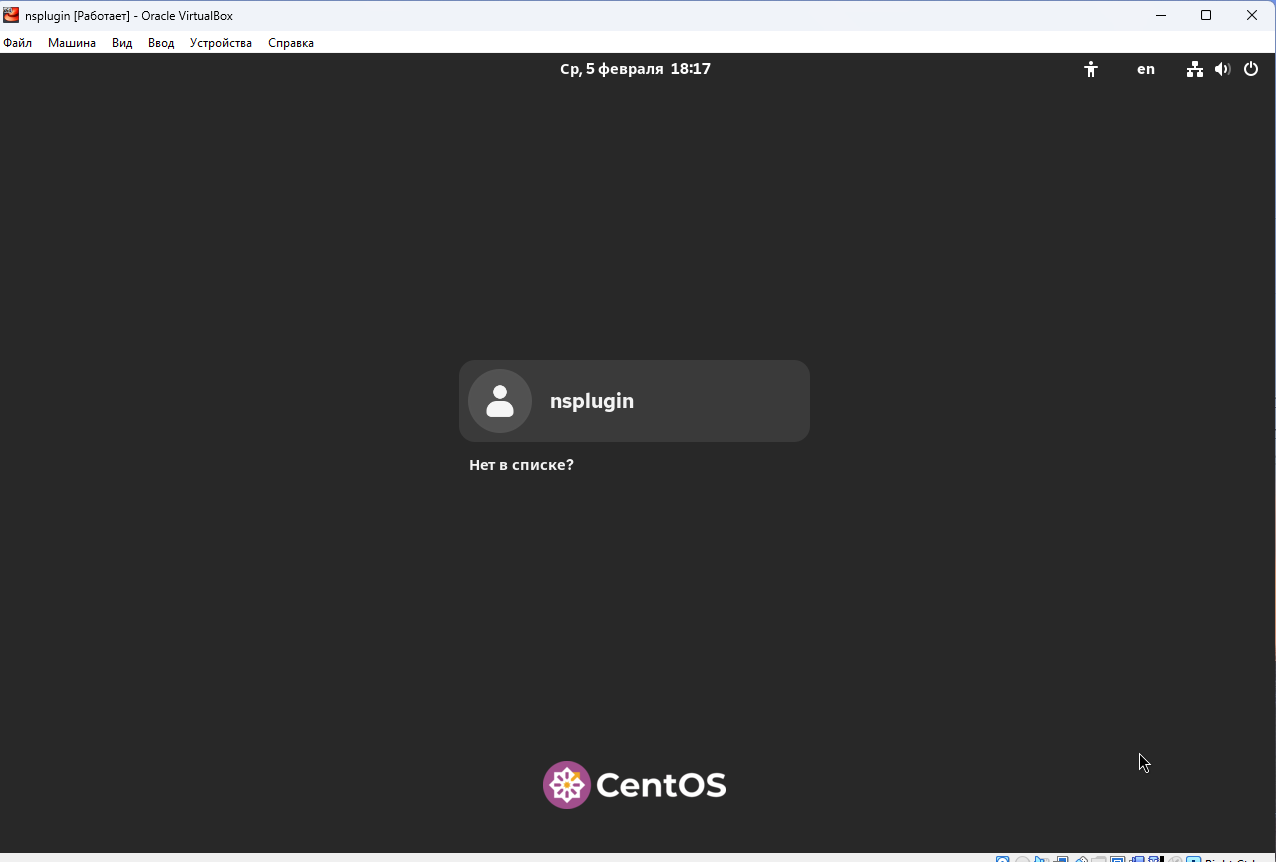 nsplugin [Работает] - Oracle VirtualBox
Файл Машина Вид Ввод Устройства Справка
Ср, 5 февраля 18:17
en
nsplugin
Нет в списке?
CentOS